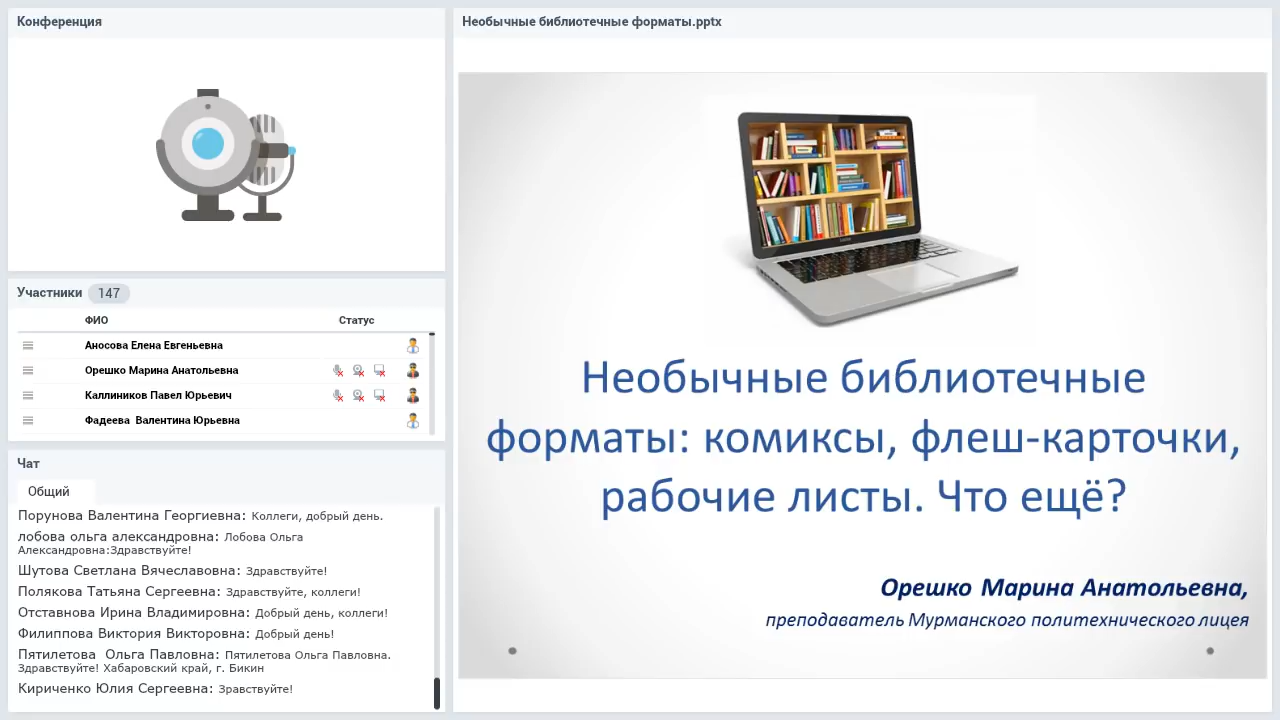 Конференция
Участники 147
ФИО Статус
Аносова Елена Евгеньевна
Орешко Марина Анатольевна
Каллиников Павел Юрьевич
Фадеева Валентина Юрьевна
Чат
Общий
Порунова Валентина Георгиевна: Коллеги, добрый день.
лобова ольга александровна: Лобова Ольга
Александровна:Здравствуйте!
Шутова Светлана Вячеславовна: Здравствуйте!
Полякова Татьяна Сергеевна: Здравствуйте, коллеги!
Отставнова Ирина Владимировна: Добрый день, коллеги!
Филиппова Виктория Викторовна: Добрый день!
Пятилетова Ольга Павловна: Пятилетова Ольга Павловна.
Здравствуйте! Хабаровский край, г. Бикин
Кириченко Юлия Сергеевна: Зравствуйте!
Необычные библиотечные форматы.pptx
Необычные библиотечные
форматы: комиксы, флеш-карточки,
рабочие листы. Что ещё?
Орешко Марина Анатольевна,
преподаватель Мурманского политехнического лицея